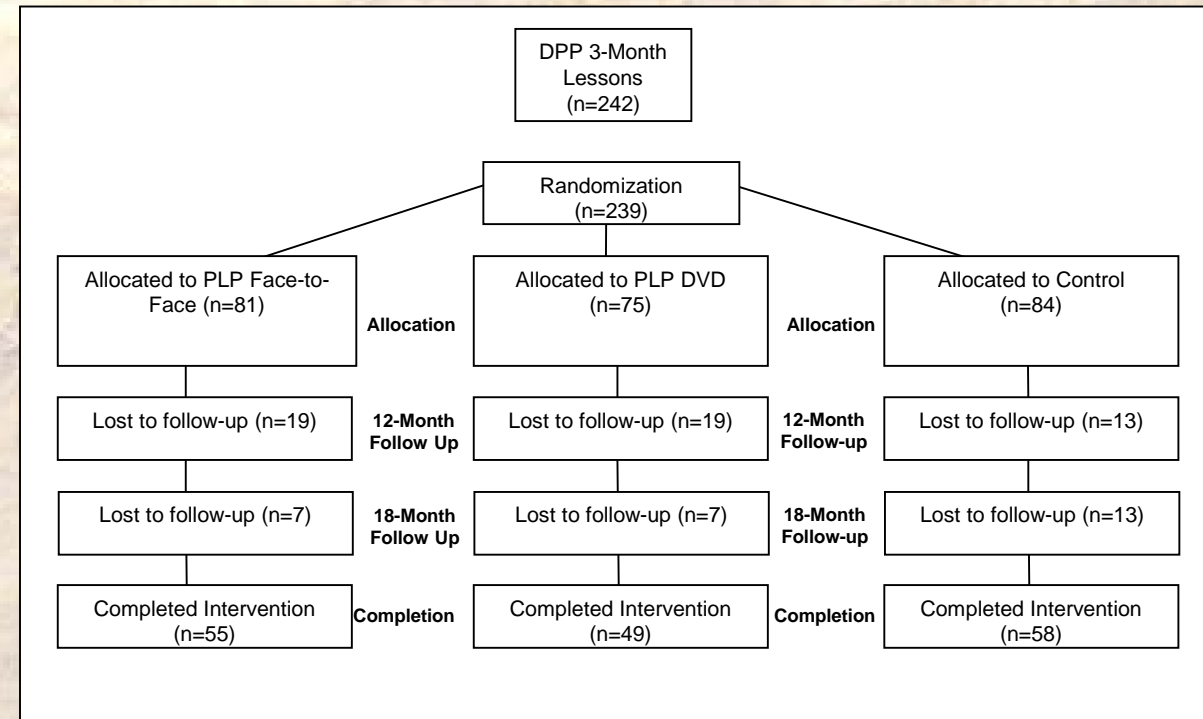 DPP 3-Month
Lessons
(n=242)
Randomization
(n=239)
Allocated to PLP Face-to-
Face (n=81)
Allocation
Allocated to PLP DVD
(n=75)
Allocation
Allocated to Control
(n=84)
Lost to follow-up (n=19)
12-Month
Follow Up
Lost to follow-up (n=19)
12-Month
Follow-up
Lost to follow-up (n=13)
Lost to follow-up (n=7)
18-Month
Follow Up
Lost to follow-up (n=7)
18-Month
Follow-up
Lost to follow-up (n=13)
Completed Intervention
(n=55)
Completion
Completed Intervention
(n=49)
Completion
Completed Intervention
(n=58)